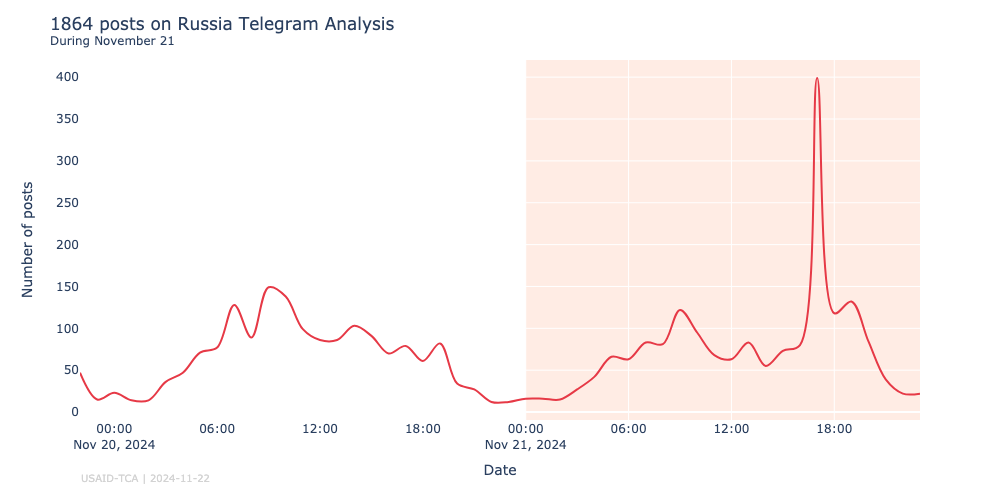 1864 posts on Russia Telegram Analysis
During November 21
400
350
300
250
200
150
100
50
0
Number of posts
00:00 06:00 12:00 18:00 00:00 06:00 12:00 18:00
Nov 20, 2024 Nov 21, 2024
Date
USAID-TCA | 2024-11-22